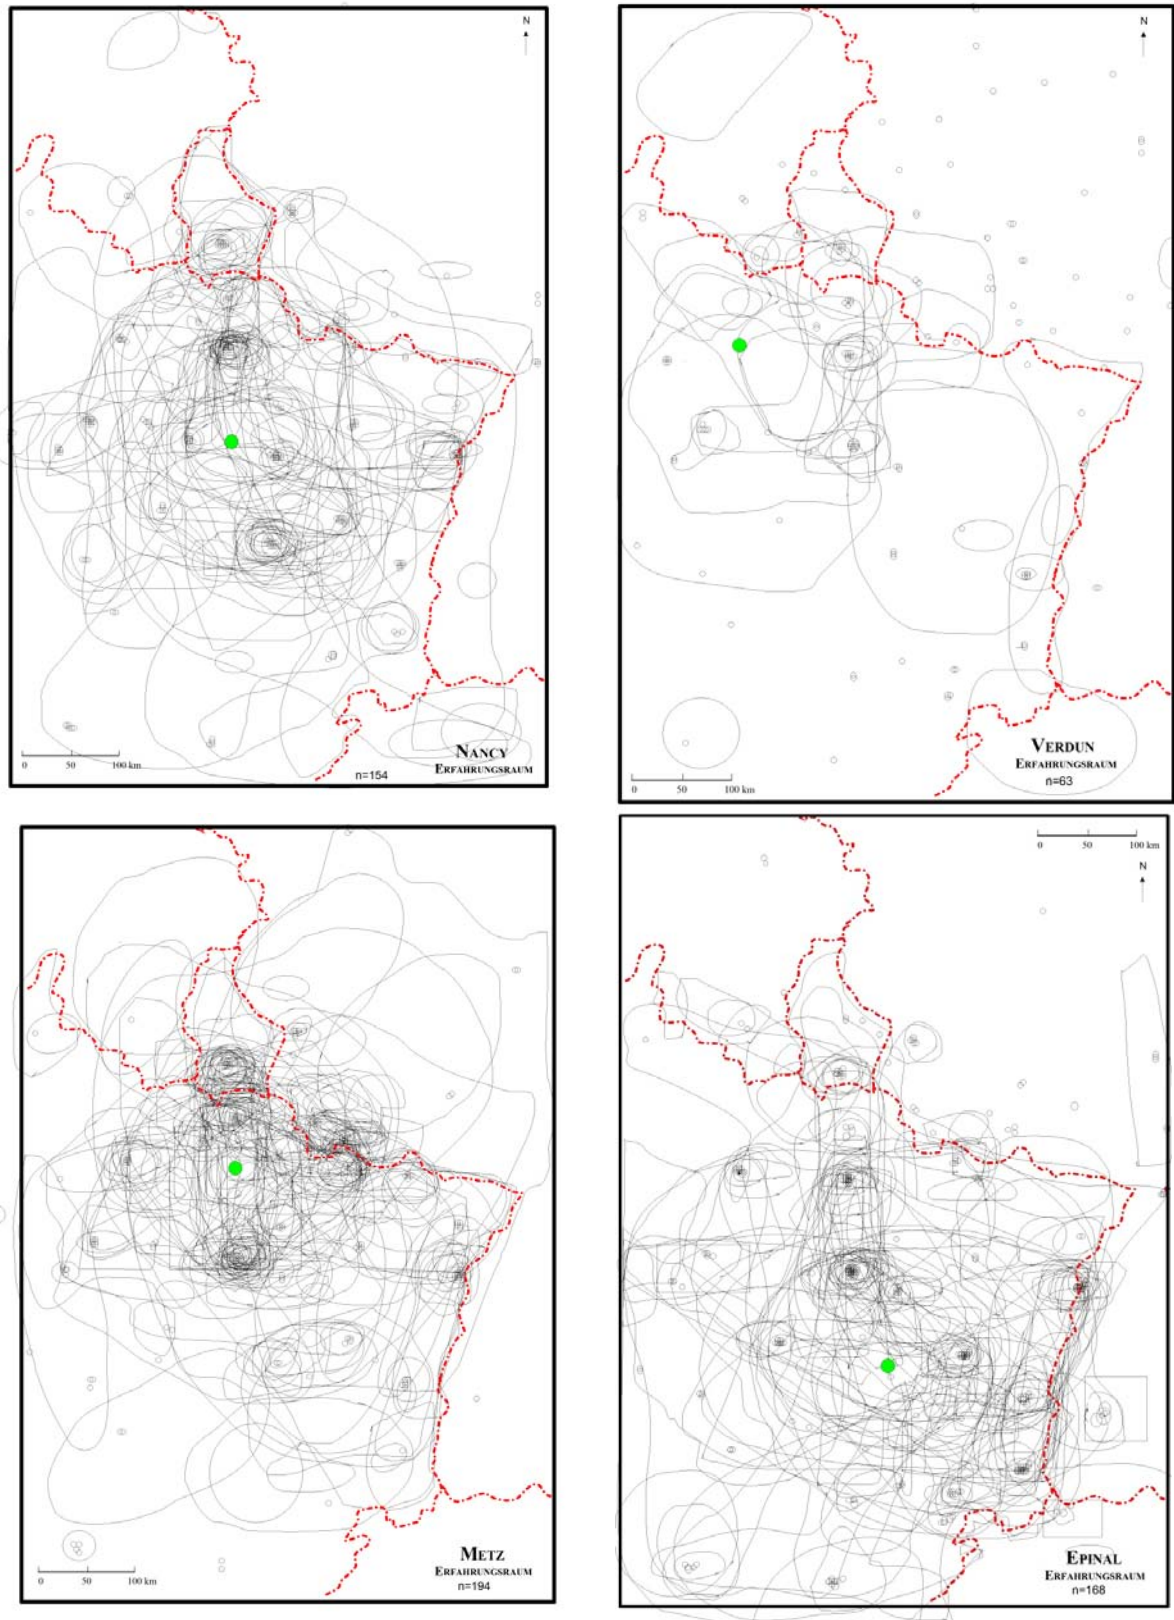 N
0 50 100 km
n=154
NANCY
ERFAHRUNGSRAUM
N
0 50 100 km
VERDUN
ERFAHRUNGSRAUM
n=63
0 50 100 km
METZ
ERFAHRUNGSRAUM
n=194
0 50 100 km
N
EPINAL
ERFAHRUNGSRAUM
n=168